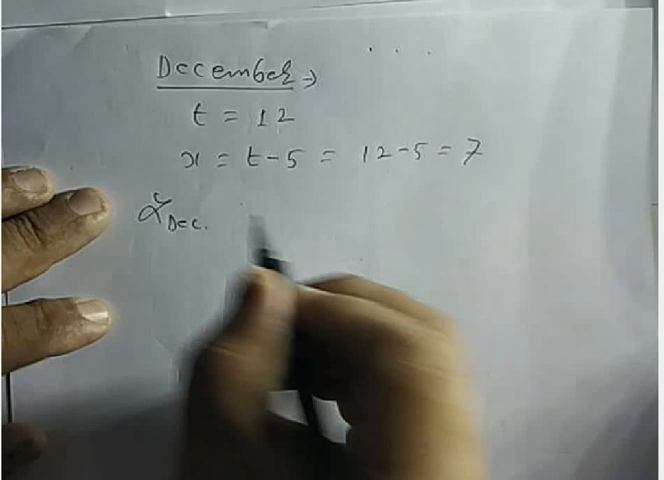 December →
t = 12
x = t - 5 = 12 - 5 = 7
Dec.